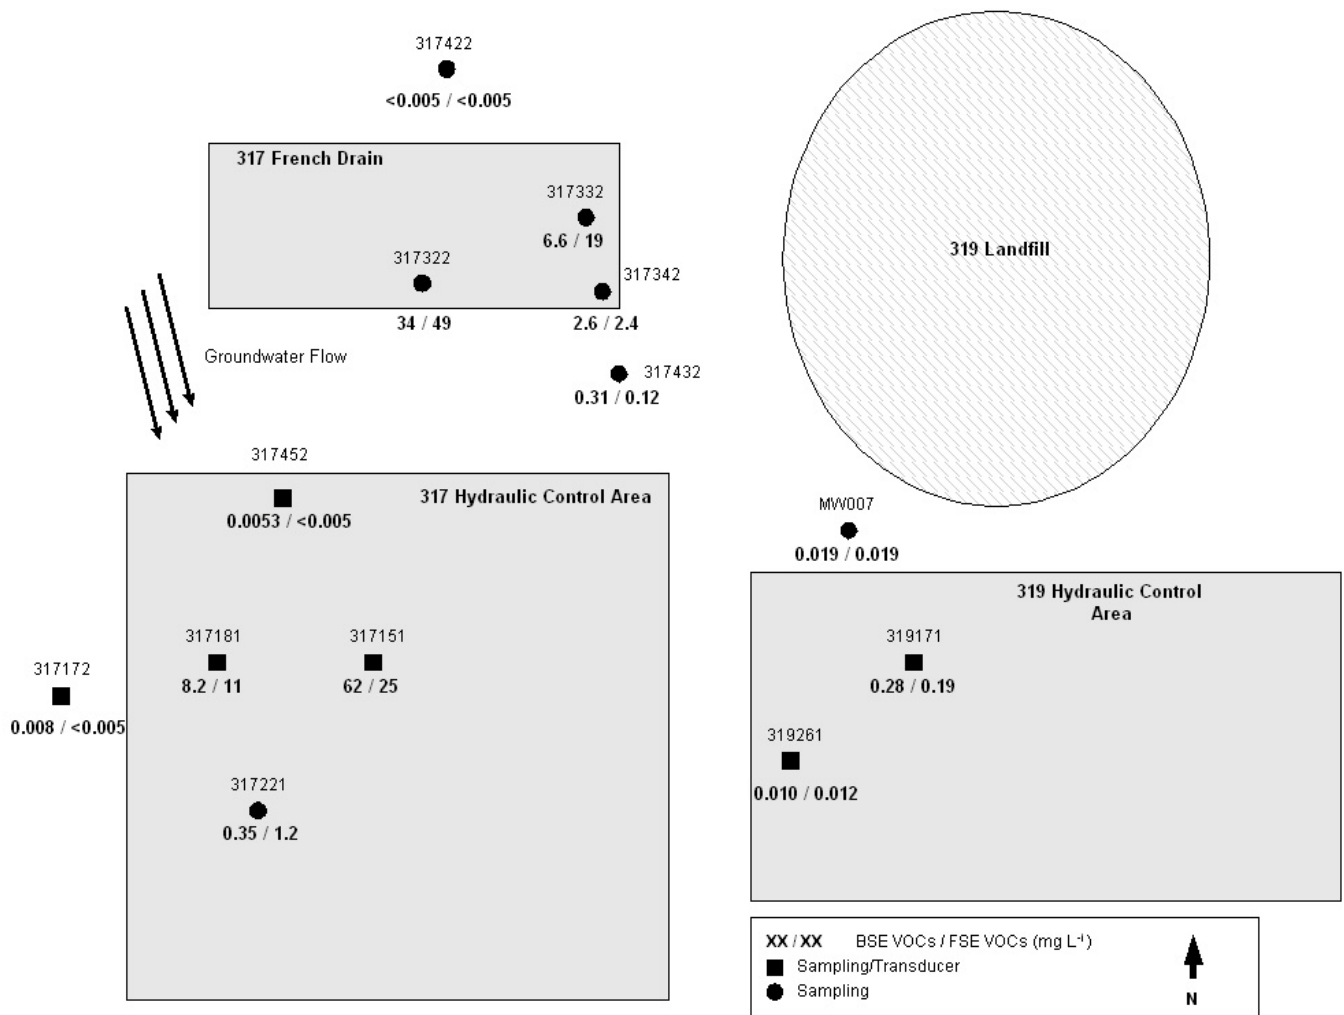 317422
<0.005 / <0.005
317 French Drain
317332
6.6 / 19
317322
34 / 49
317342
2.6 / 2.4
319 Landfill
Groundwater Flow
317432
0.31 / 0.12
317452
317 Hydraulic Control Area
0.0053 / <0.005
MW007
0.019 / 0.019
319 Hydraulic Control
Area
317181
8.2 / 11
317151
62 / 25
317172
0.008 / <0.005
319171
0.28 / 0.19
319261
0.010 / 0.012
317221
0.35 / 1.2
XX / XX BSE VOCs / FSE VOCs (mg L⁻¹)
Sampling/Transducer
Sampling
N